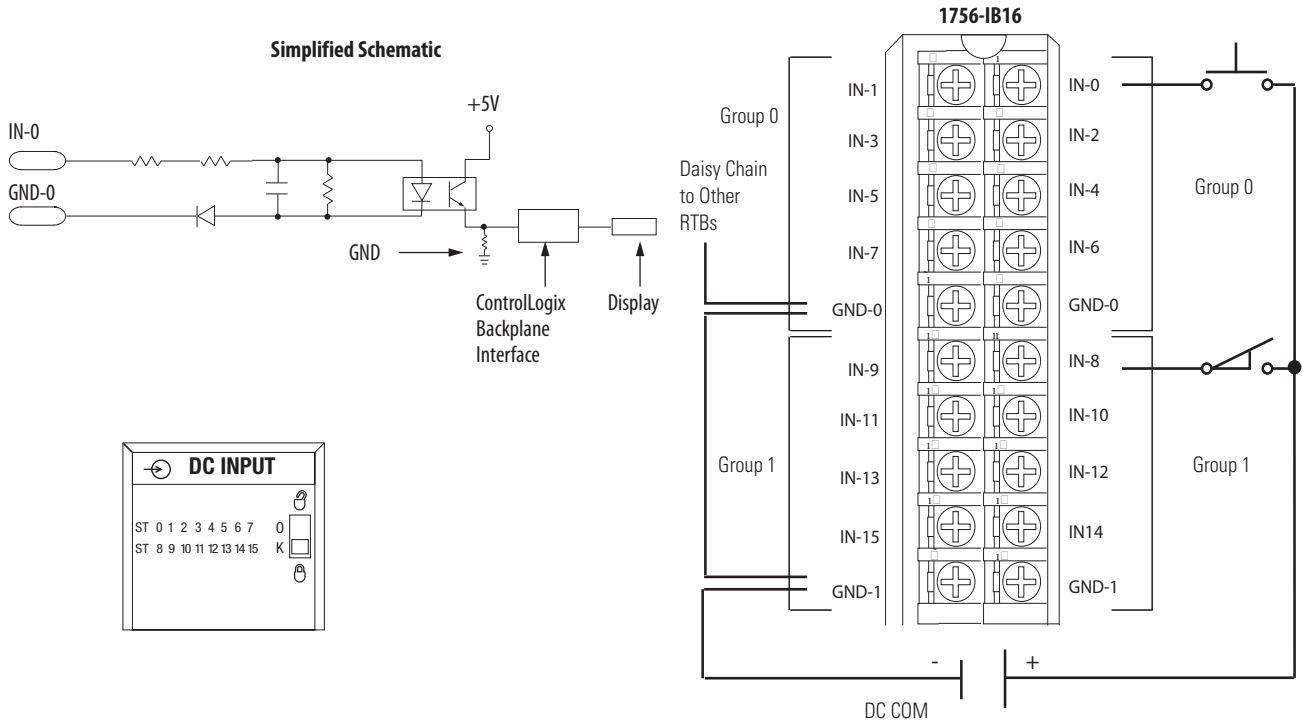 Simplified Schematic
IN-0
GND-0
+5V
GND
ControlLogix
Backplane
Interface
Display
DC INPUT
ST 0 1 2 3 4 5 6 7
ST 8 9 10 11 12 13 14 15
O
K
1756-IB16
Group 0
Daisy Chain
to Other
RTBs
Group 1
IN-1
IN-3
IN-5
IN-7
GND-0
IN-9
IN-11
IN-13
IN-15
GND-1
IN-0
IN-2
IN-4
IN-6
GND-0
IN-8
IN-10
IN-12
IN14
GND-1
Group 0
Group 1
- +
DC COM